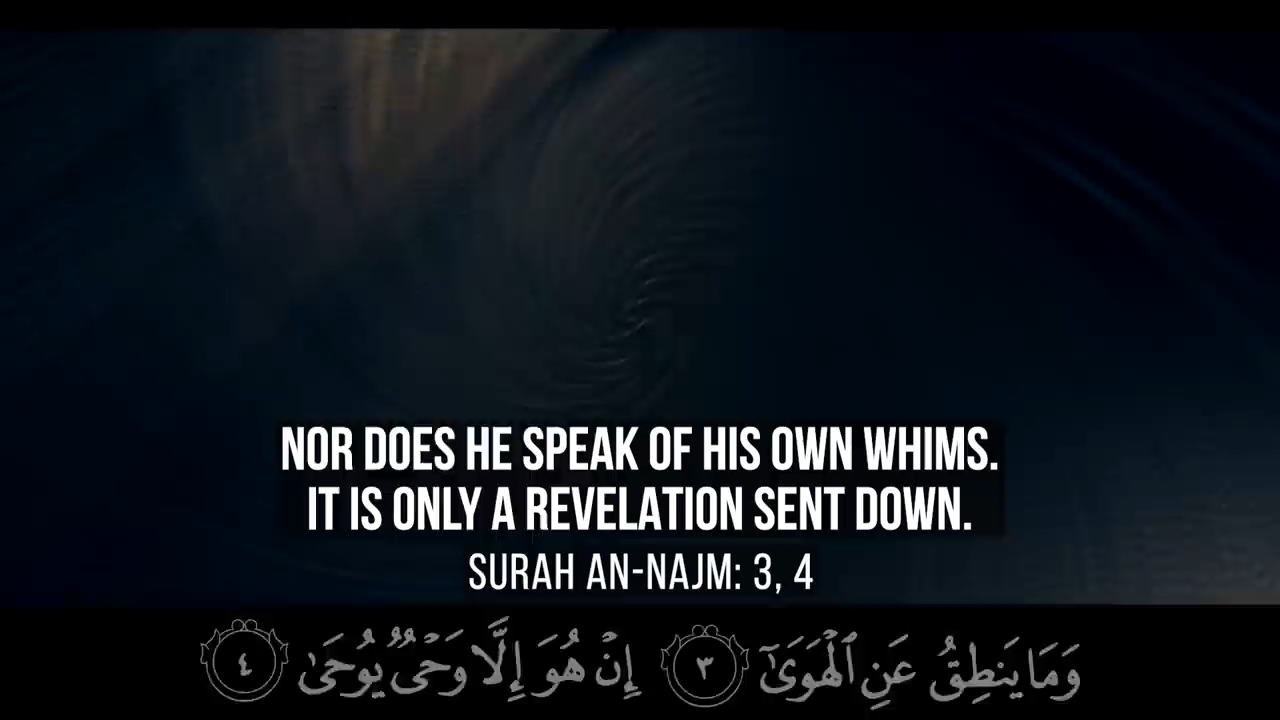 NOR DOES HE SPEAK OF HIS OWN WHIMS.
IT IS ONLY A REVELATION SENT DOWN.
SURAH AN-NAJM: 3, 4
وَمَا يَنطِقُ عَنِ ٱلْهَوَىٰٓ ٣ إِنْ هُوَ إِلَّا وَحْىٌ يُوحَىٰ ٤